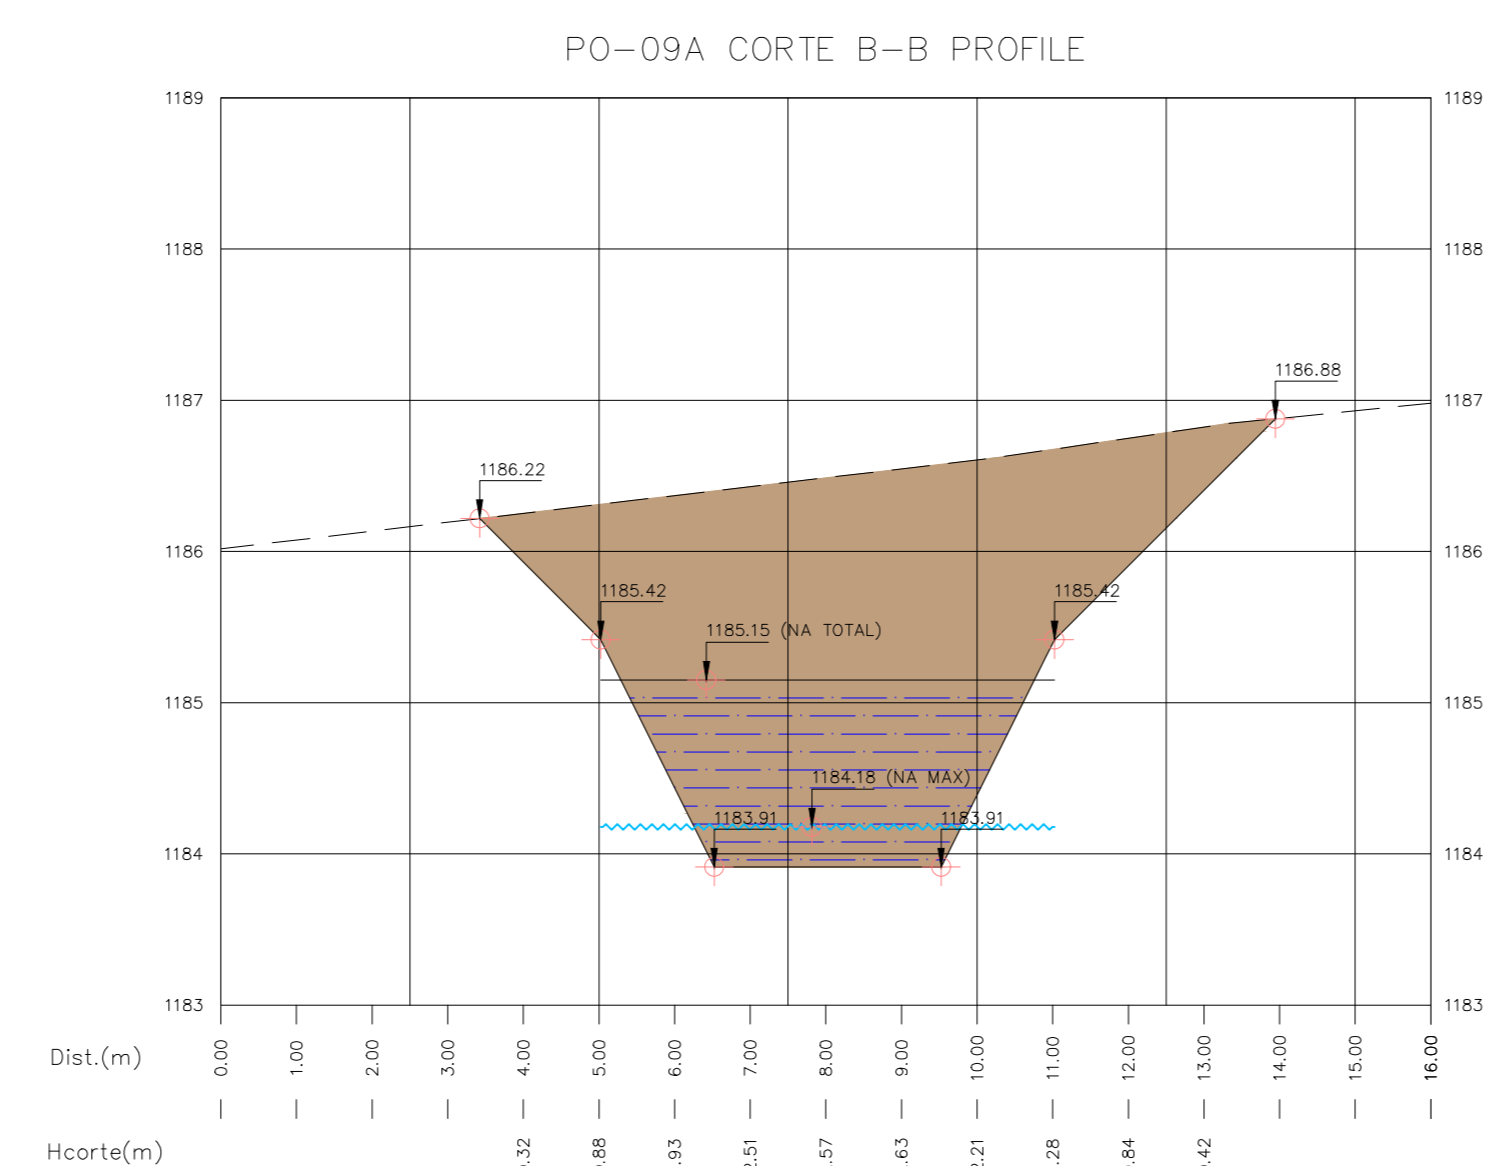 PO-09A CORTE B-B PROFILE
1189 1189
1188 1188
1186.88
1187 1187
1186.22
1186 1186
1185.42 1185.42
1185.15 (NA TOTAL)
1185 1185
1184.18 (NA MAX)
1183.91 1183.91
1184 1184
1183 1183
Dist.(m) 0.00 1.00 2.00 3.00 4.00 5.00 6.00 7.00 8.00 9.00 10.00 11.00 12.00 13.00 14.00 15.00 16.00
Hcorte(m)